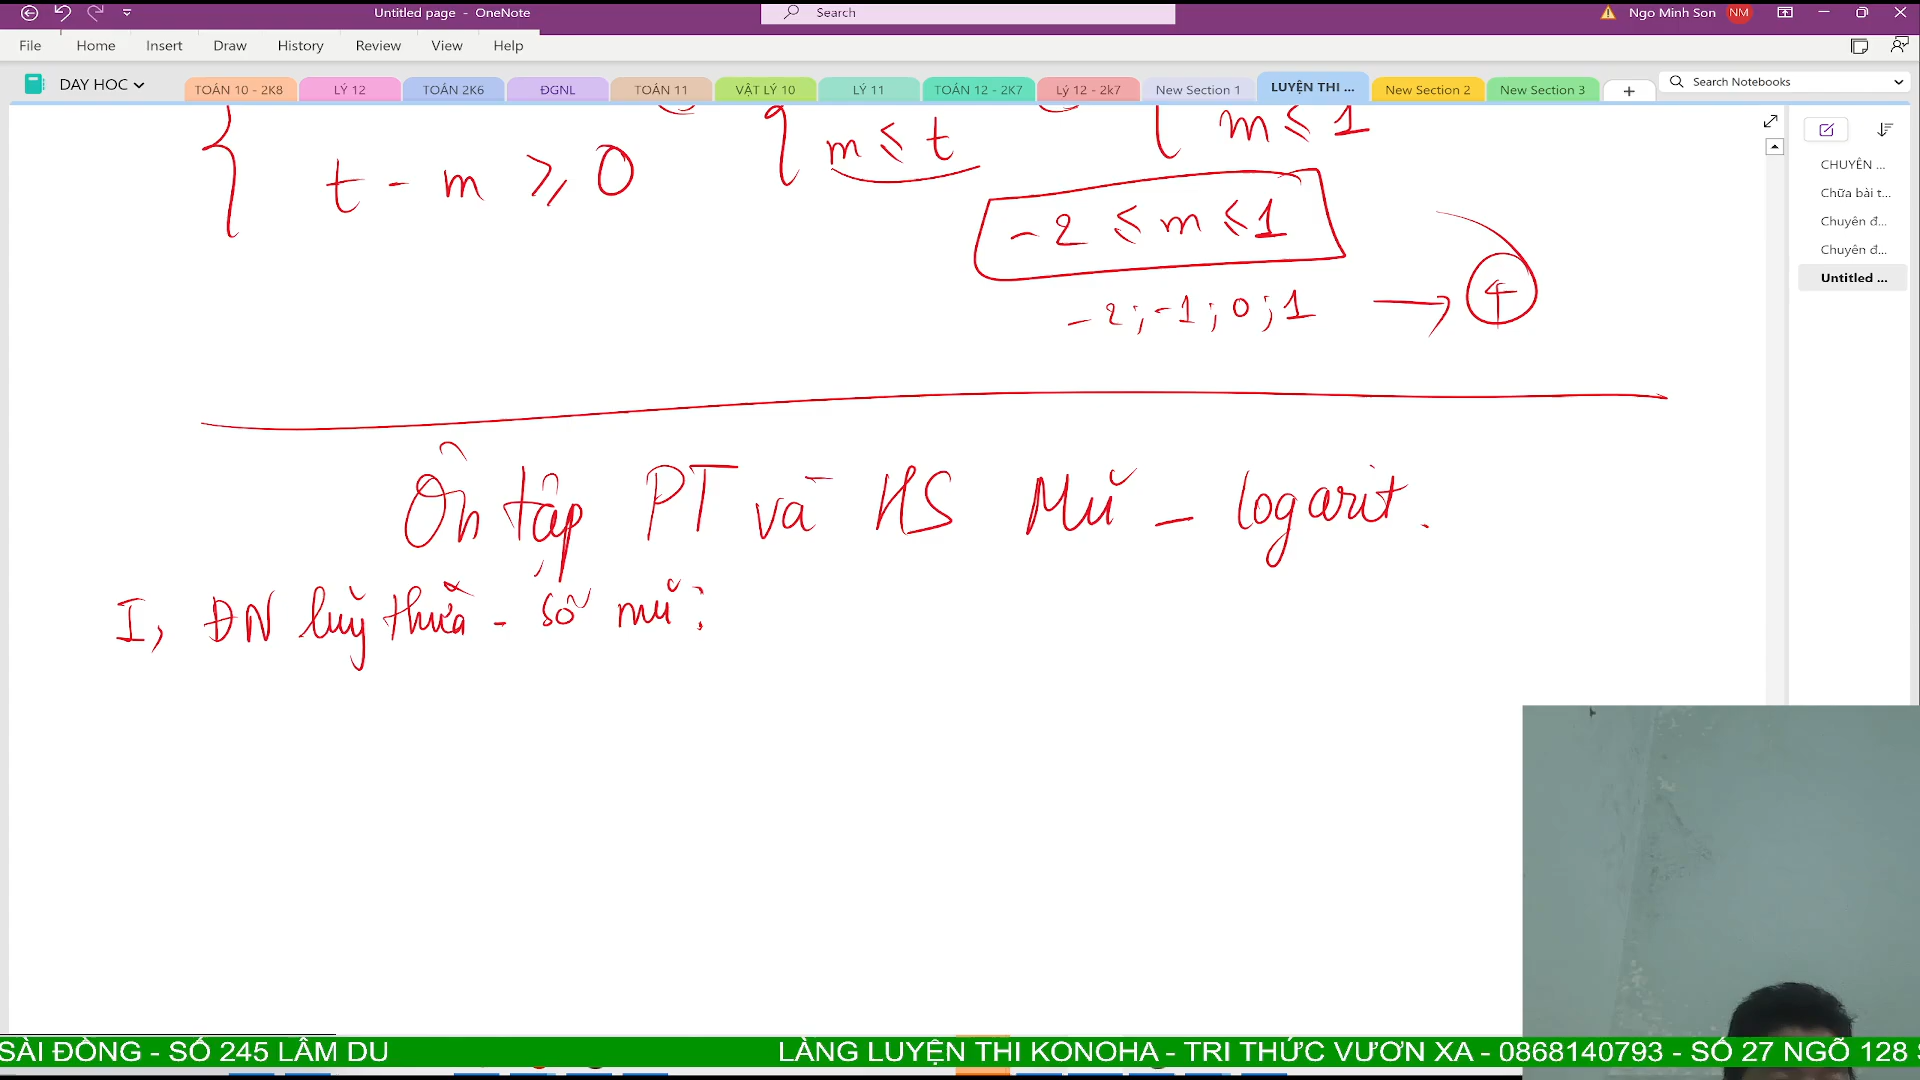 Untitled page - OneNote
Search
Ngo Minh Son NM
File Home Insert Draw History Review View Help
DAY HOC
TOÁN 10 - 2K8 LÝ 12 TOÁN 2K6 ĐGNL TOÁN 11 VẬT LÝ 10 LÝ 11 TOÁN 12 - 2K7 Lý 12 - 2k7 New Section 1 LUYỆN THI ... New Section 2 New Section 3 +
Search Notebooks
CHUYÊN ...
Chữa bài t...
Chuyên đ...
Chuyên đ...
Untitled ...
{ t - m ⩾ 0 { m ⩽ t { m ⩽ 1
-2 ⩽ m ⩽ 1
-2; -1; 0; 1 → 4
Ôn tập PT và HS Mũ - logarit.
I, ĐN luỹ thừa - số mũ:
SÀI ĐỒNG - SỐ 245 LÂM DU LÀNG LUYỆN THI KONOHA - TRI THỨC VƯƠN XA - 0868140793 - SỐ 27 NGÕ 128